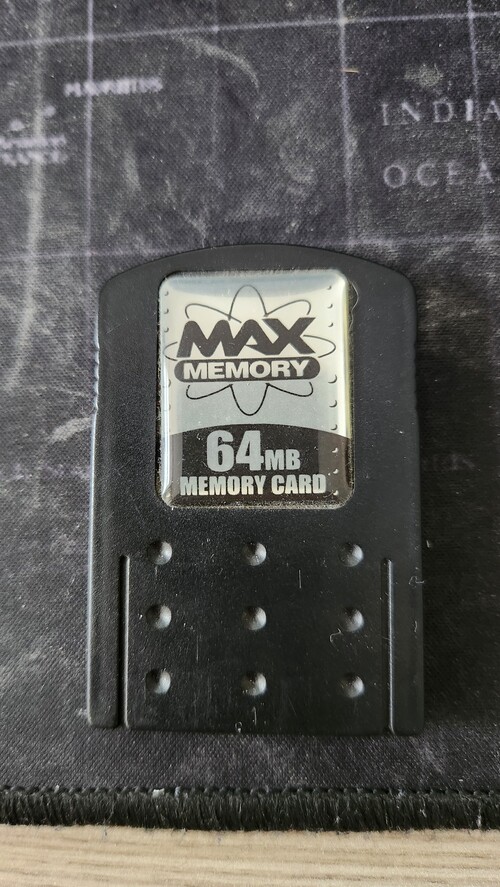 INDIA
OCEA
MAX
MEMORY
64MB
MEMORY CARD